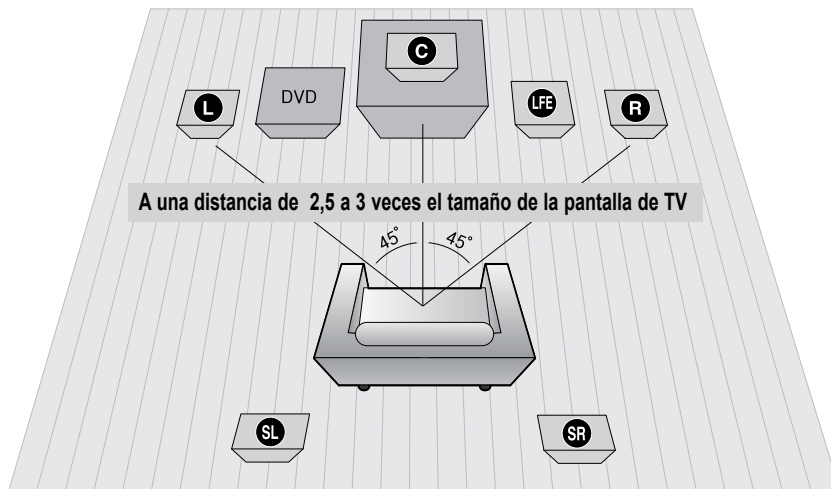 C
L
DVD
LFE
R
A una distancia de 2,5 a 3 veces el tamaño de la pantalla de TV
45˚
45˚
SL
SR